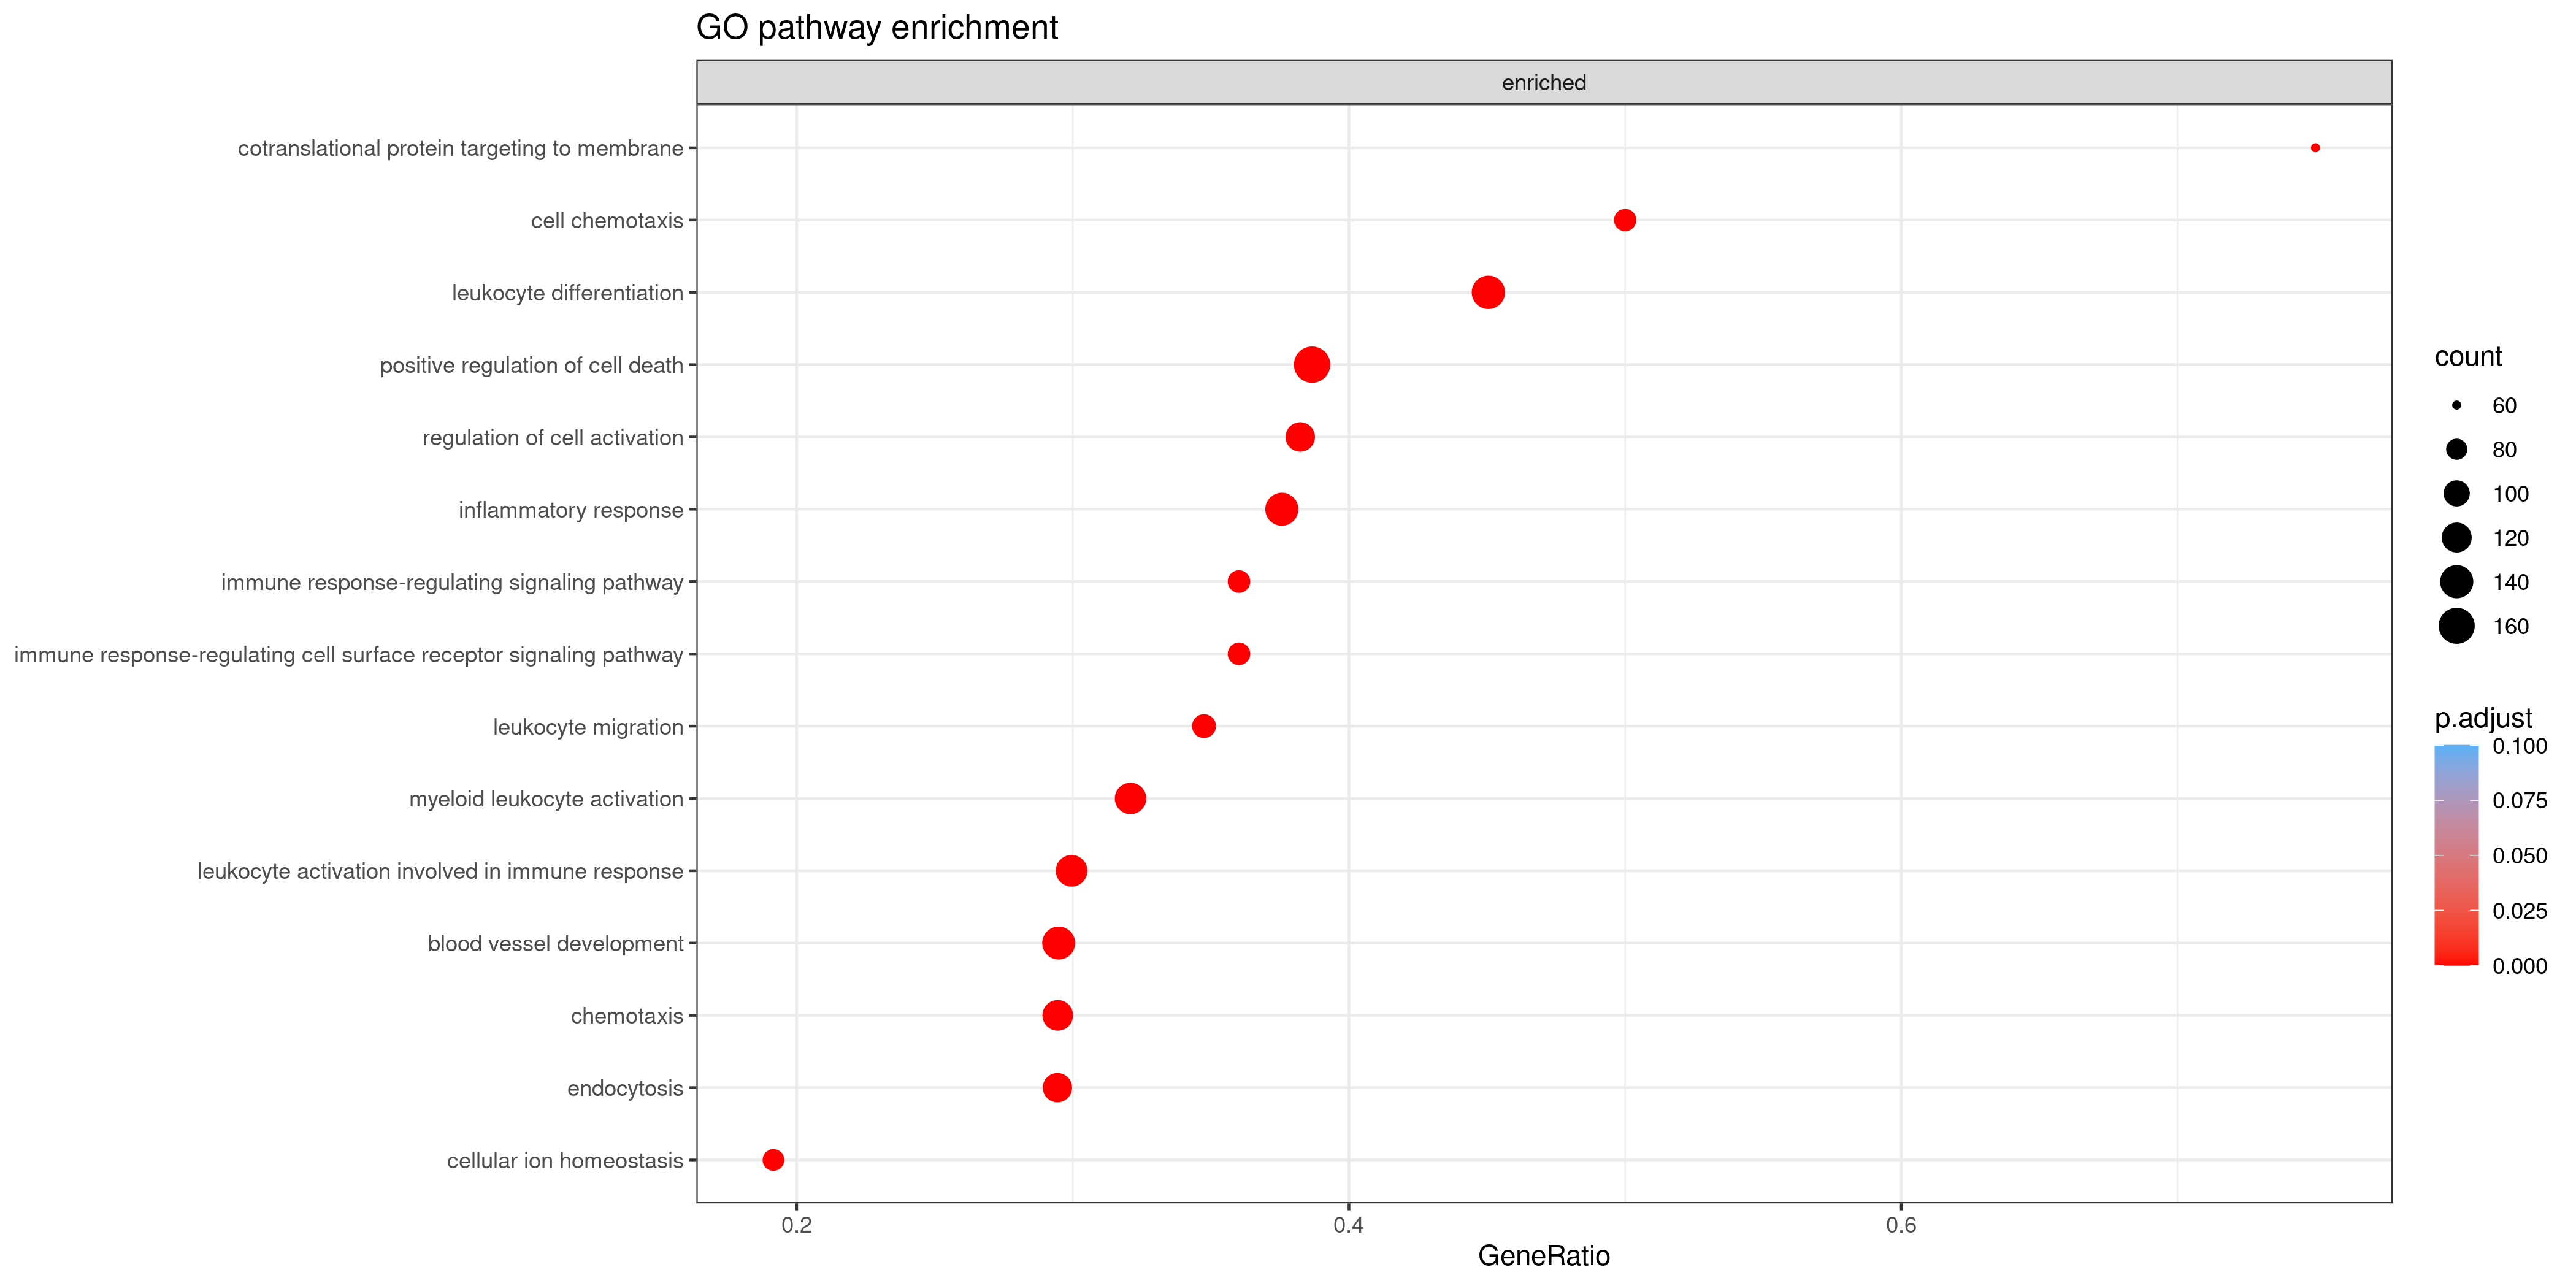 GO pathway enrichment
enriched
cotranslational protein targeting to membrane
cell chemotaxis
leukocyte differentiation
positive regulation of cell death
regulation of cell activation
inflammatory response
immune response-regulating signaling pathway
immune response-regulating cell surface receptor signaling pathway
leukocyte migration
myeloid leukocyte activation
leukocyte activation involved in immune response
blood vessel development
chemotaxis
endocytosis
cellular ion homeostasis
0.2
0.4
0.6
GeneRatio
count
60
80
100
120
140
160
p.adjust
0.100
0.075
0.050
0.025
0.000